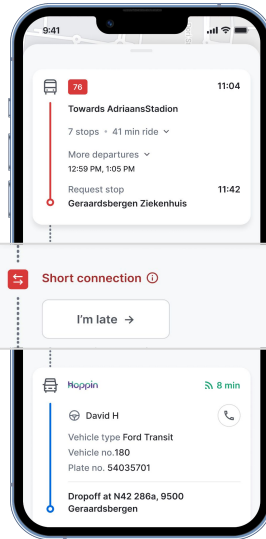 9:41
76 11:04
Towards AdriaansStadion
7 stops • 41 min ride
More departures
12:59 PM, 1:05 PM
Request stop 11:42
Geraardsbergen Ziekenhuis
Short connection
I'm late →
Hoppin 8 min
David H
Vehicle type Ford Transit
Vehicle no.180
Plate no. 54035701
Dropoff at N42 286a, 9500
Geraardsbergen